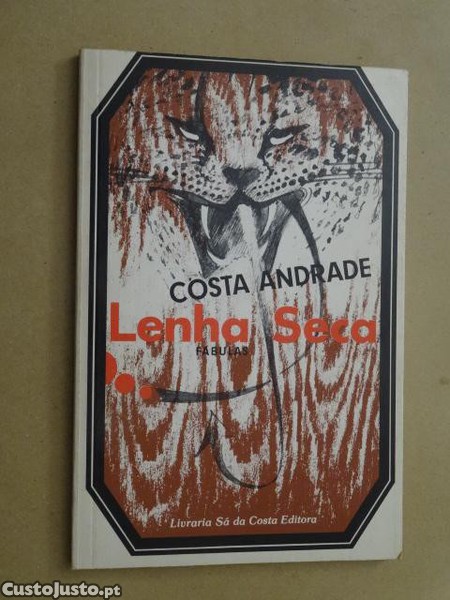 COSTA ANDRADE
Lenha Seca
FÁBULAS
Livraria Sá da Costa Editora
CustoJusto.pt